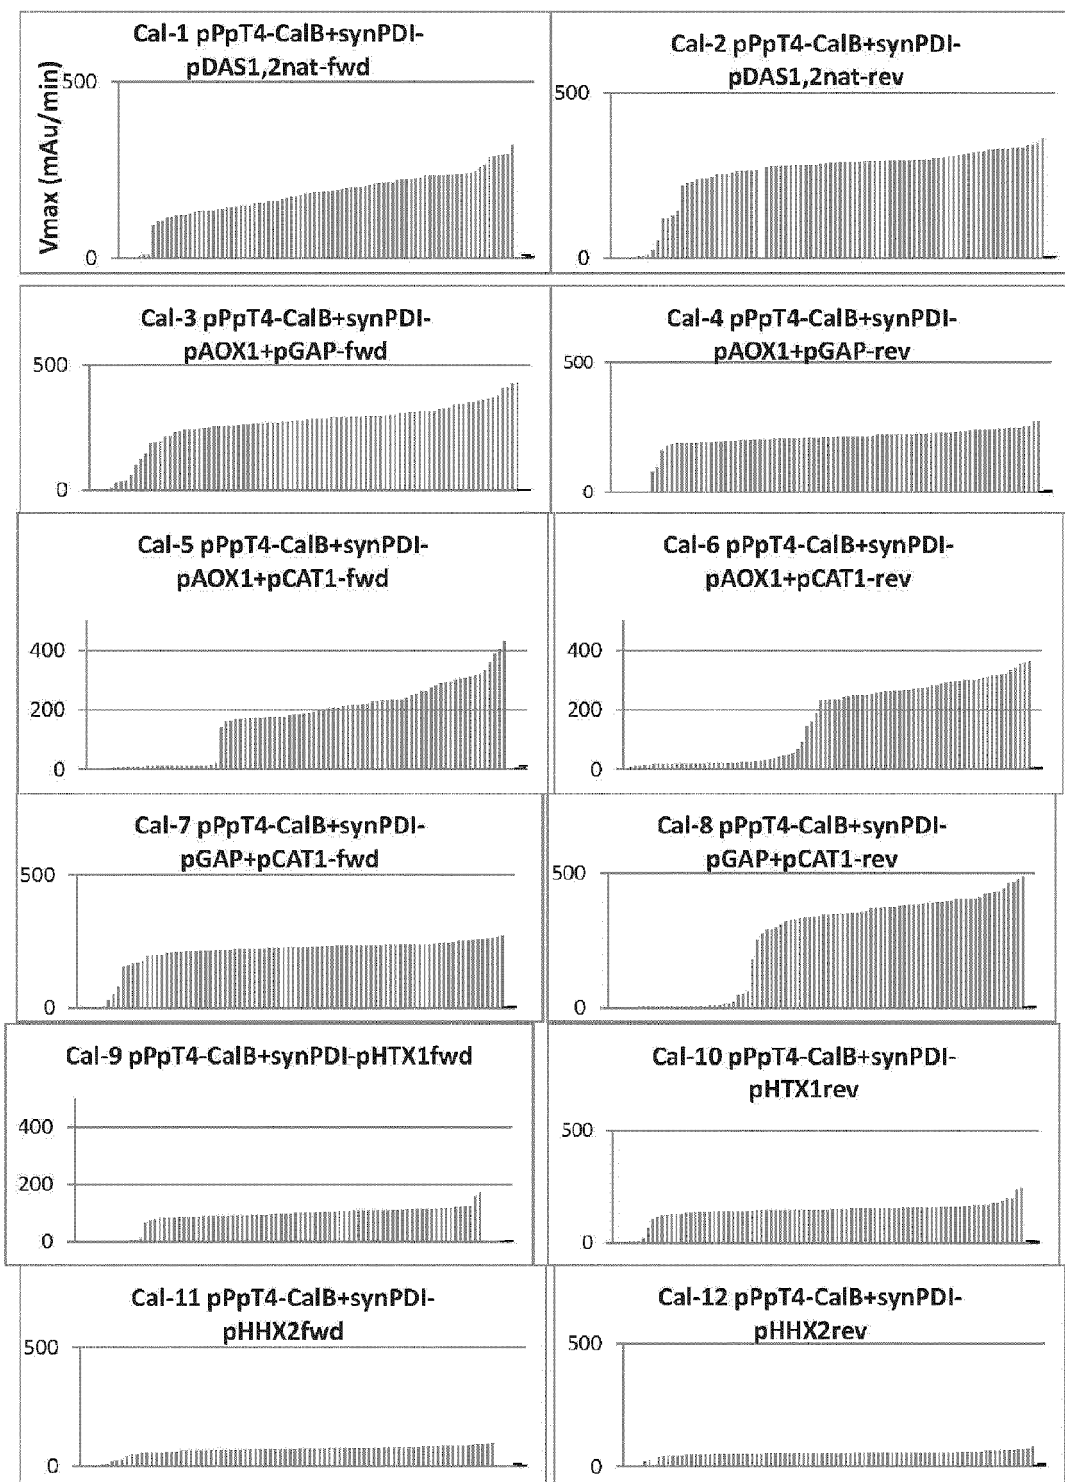 Cal-1 pPpT4-CalB+synPDI-
pDAS1,2nat-fwd
500
Vmax (mAu/min)
0
Cal-2 pPpT4-CalB+synPDI-
pDAS1,2nat-rev
500
0
Cal-3 pPpT4-CalB+synPDI-
pAOX1+pGAP-fwd
500
0
Cal-4 pPpT4-CalB+synPDI-
pAOX1+pGAP-rev
500
0
Cal-5 pPpT4-CalB+synPDI-
pAOX1+pCAT1-fwd
400
200
0
Cal-6 pPpT4-CalB+synPDI-
pAOX1+pCAT1-rev
400
200
0
Cal-7 pPpT4-CalB+synPDI-
pGAP+pCAT1-fwd
500
0
Cal-8 pPpT4-CalB+synPDI-
pGAP+pCAT1-rev
500
0
Cal-9 pPpT4-CalB+synPDI-pHTX1fwd
400
200
0
Cal-10 pPpT4-CalB+synPDI-
pHTX1rev
500
0
Cal-11 pPpT4-CalB+synPDI-
pHHX2fwd
500
0
Cal-12 pPpT4-CalB+synPDI-
pHHX2rev
500
0